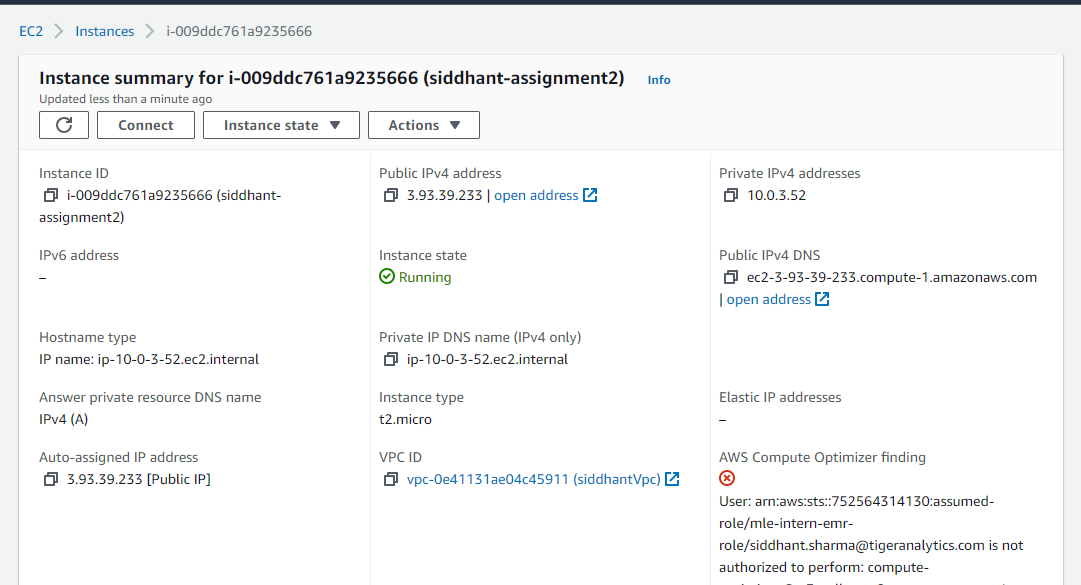 EC2 > Instances > i-009ddc761a9235666
Instance summary for i-009ddc761a9235666 (siddhant-assignment2) Info
Updated less than a minute ago
Connect Instance state Actions
Instance ID
i-009ddc761a9235666 (siddhant-
assignment2)
Public IPv4 address
3.93.39.233 | open address
Private IPv4 addresses
10.0.3.52
IPv6 address
–
Instance state
Running
Public IPv4 DNS
ec2-3-93-39-233.compute-1.amazonaws.com
| open address
Hostname type
IP name: ip-10-0-3-52.ec2.internal
Private IP DNS name (IPv4 only)
ip-10-0-3-52.ec2.internal
Answer private resource DNS name
IPv4 (A)
Instance type
t2.micro
Elastic IP addresses
–
Auto-assigned IP address
3.93.39.233 [Public IP]
VPC ID
vpc-0e41131ae04c45911 (siddhantVpc)
AWS Compute Optimizer finding
User: arn:aws:sts::752564314130:assumed-
role/mle-intern-emr-
role/siddhant.sharma@tigeranalytics.com is not
authorized to perform: compute-